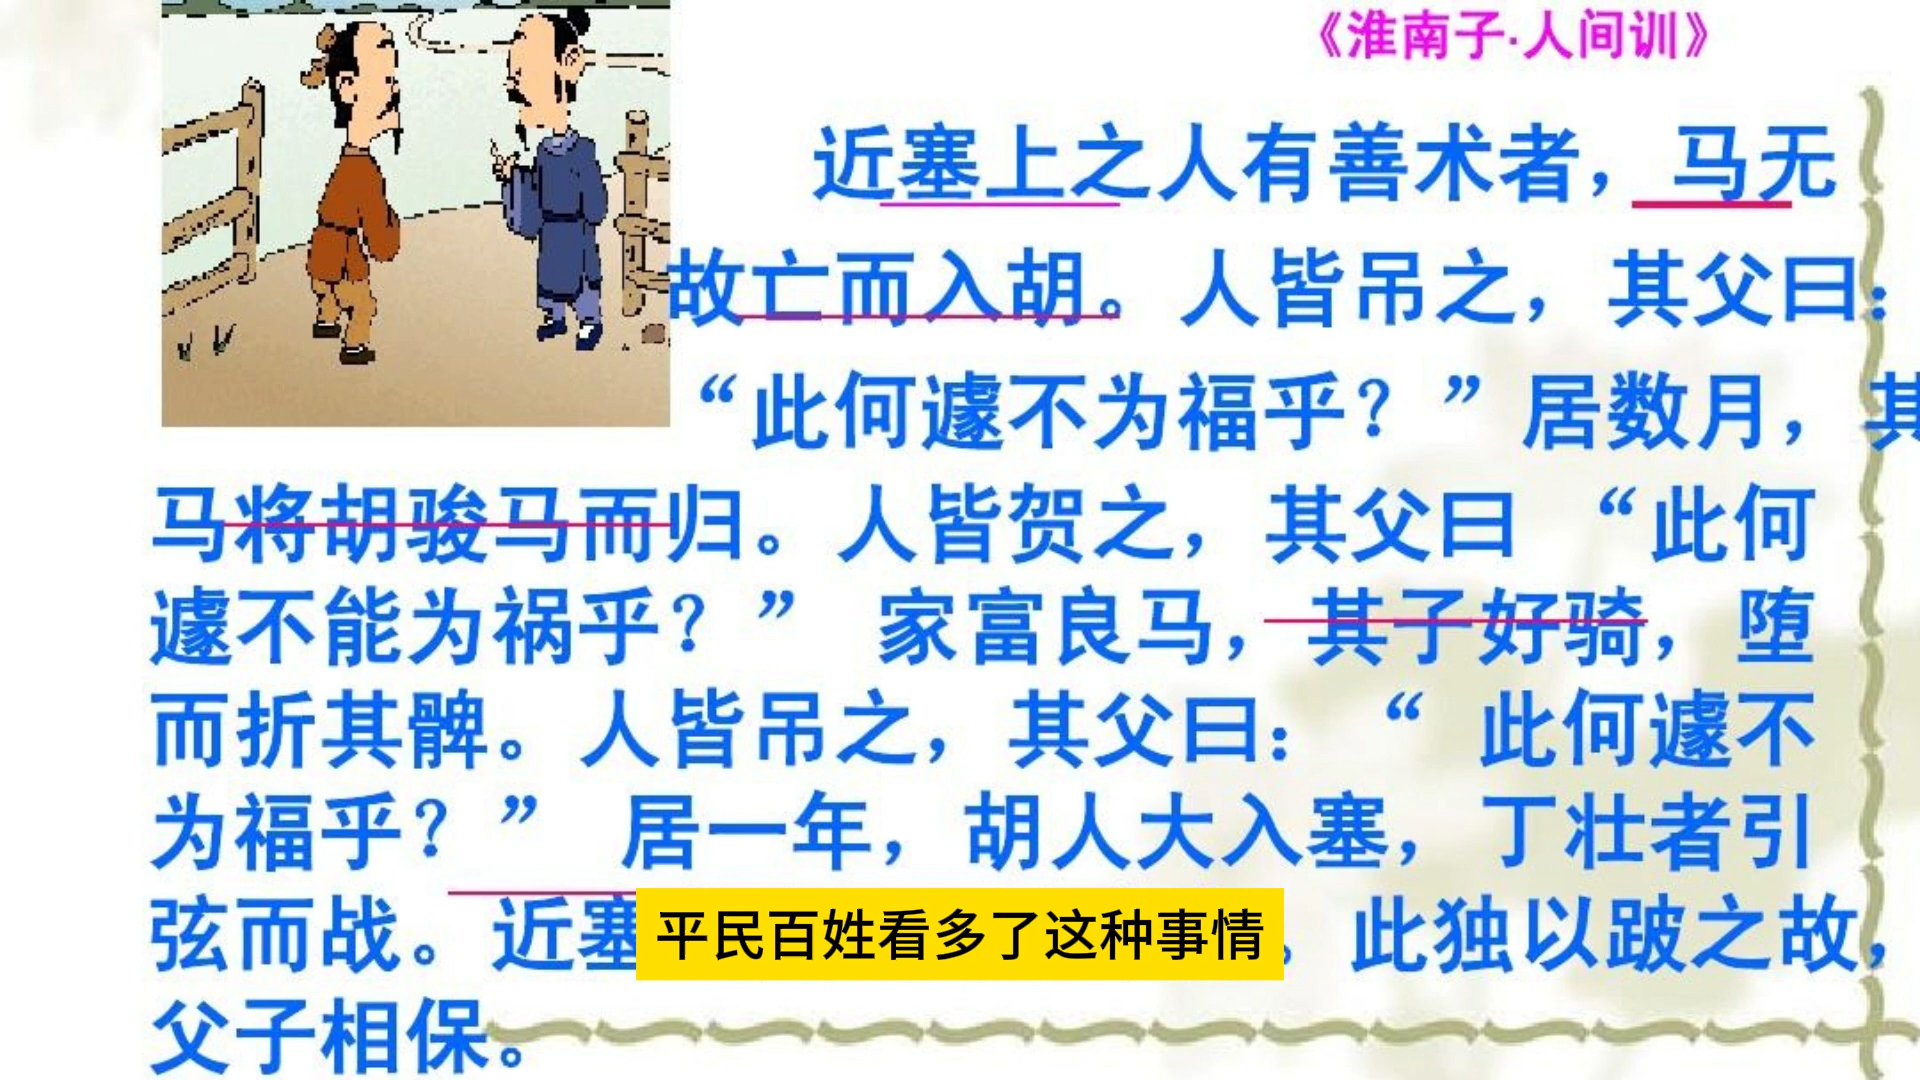 《淮南子·人间训》
近塞上之人有善术者，马无
故亡而入胡。人皆吊之，其父曰：
“此何遽不为福乎？”居数月，其
马将胡骏马而归。人皆贺之，其父曰 “此何
遽不能为祸乎？” 家富良马，其子好骑，堕
而折其髀。人皆吊之，其父曰：“ 此何遽不
为福乎？” 居一年，胡人大入塞，丁壮者引
弦而战。近塞 。此独以跛之故，
平民百姓看多了这种事情
父子相保。